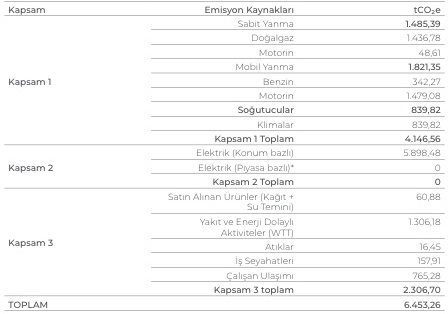 Kapsam Emisyon Kaynakları tCO₂e
Sabit Yanma 1.485,39
Doğalgaz 1.436,78
Motorin 48,61
Mobil Yanma 1.821,35
Kapsam 1 Benzin 342,27
Motorin 1.479,08
Soğutucular 839,82
Klimalar 839,82
Kapsam 1 Toplam 4.146,56
Elektrik (Konum bazlı) 5.898,48
Kapsam 2 Elektrik (Piyasa bazlı)* 0
Kapsam 2 Toplam 0
Satın Alınan Ürünler (Kağıt + 60,88
Su Temini)
Yakıt ve Enerji Dolaylı 1.306,18
Aktiviteler (WTT)
Kapsam 3 Atıklar 16,45
İş Seyahatleri 157,91
Çalışan Ulaşımı 765,28
Kapsam 3 toplam 2.306,70
TOPLAM 6.453,26